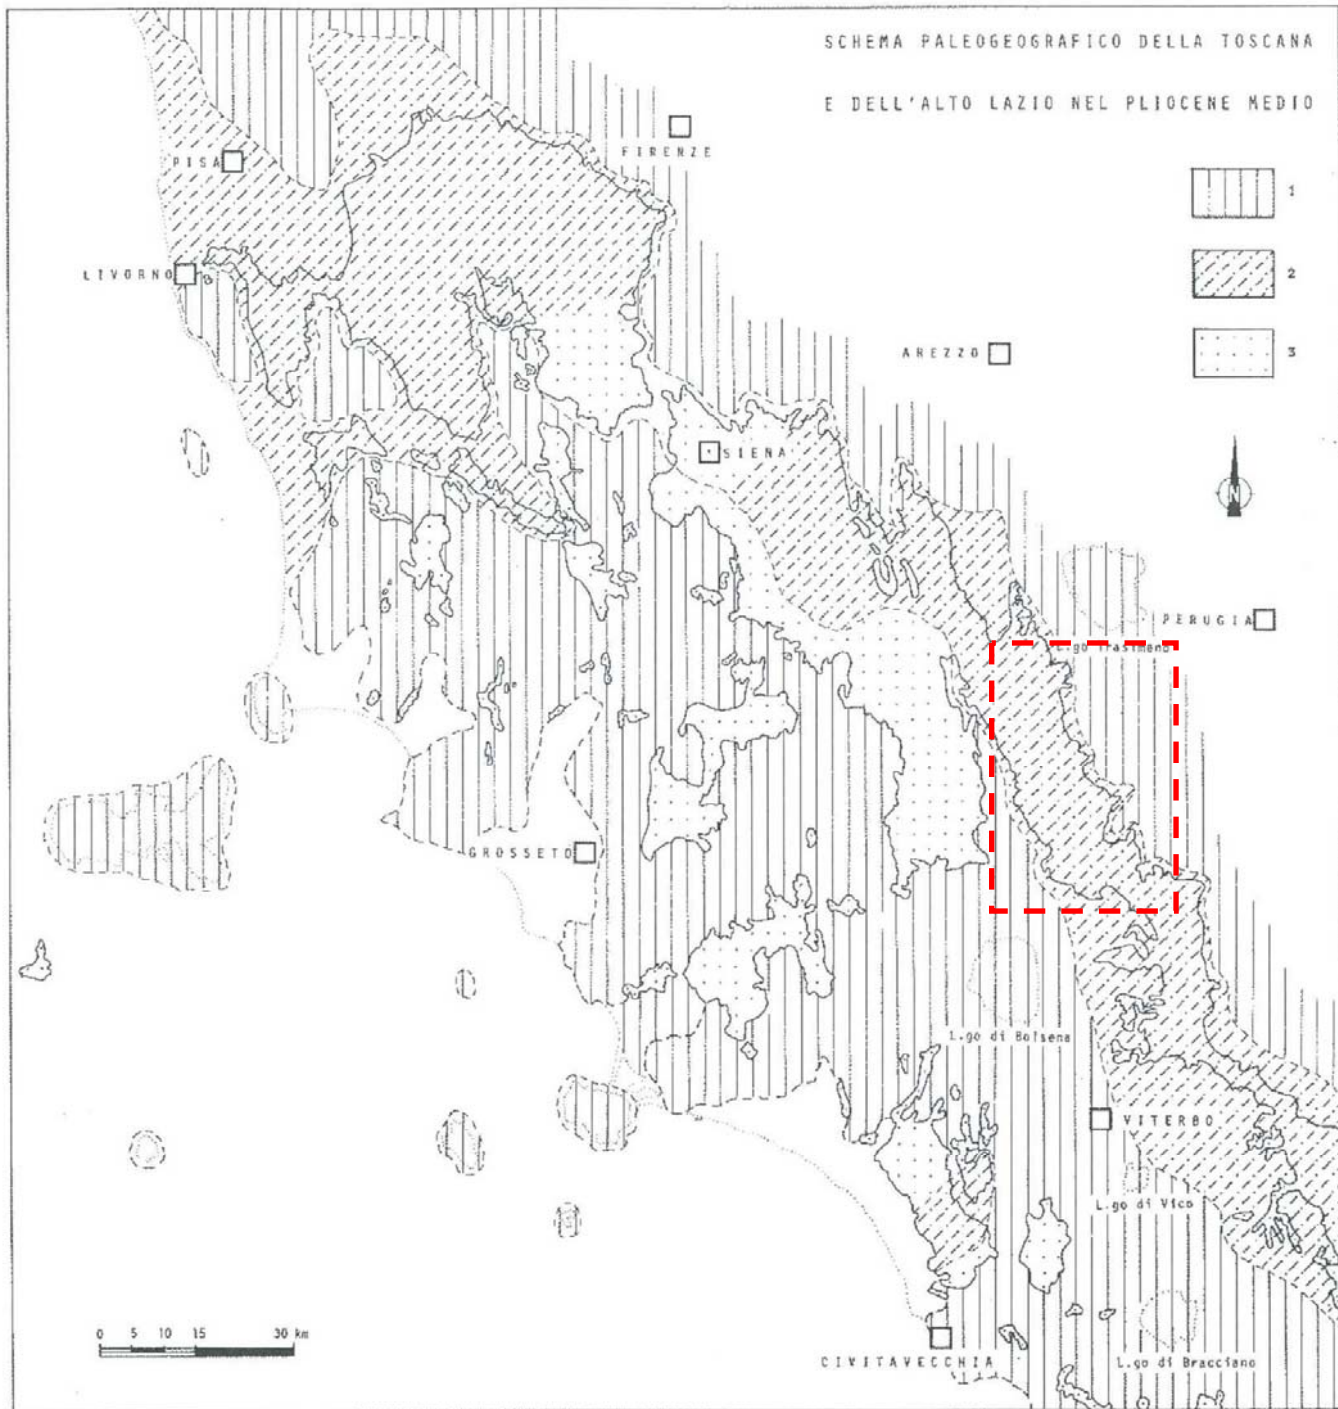 SCHEMA PALEOGEOGRAFICO DELLA TOSCANA
E DELL'ALTO LAZIO NEL PLIOCENE MEDIO
FIRENZE
PISA
1
LIVORNO
2
AREZZO
3
SIENA
N
PERUGIA
L.go Trasimeno
GROSSETO
L.go di Bolsena
VITERBO
L.go di Vico
0 5 10 15 30 km
CIVITAVECCHIA
L.go di Bracciano